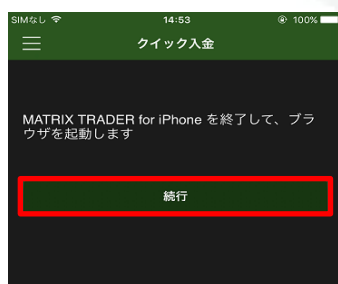 SIMなし 14:53 100%
クイック入金
MATRIX TRADER for iPhone を終了して、ブラ
ウザを起動します
続行